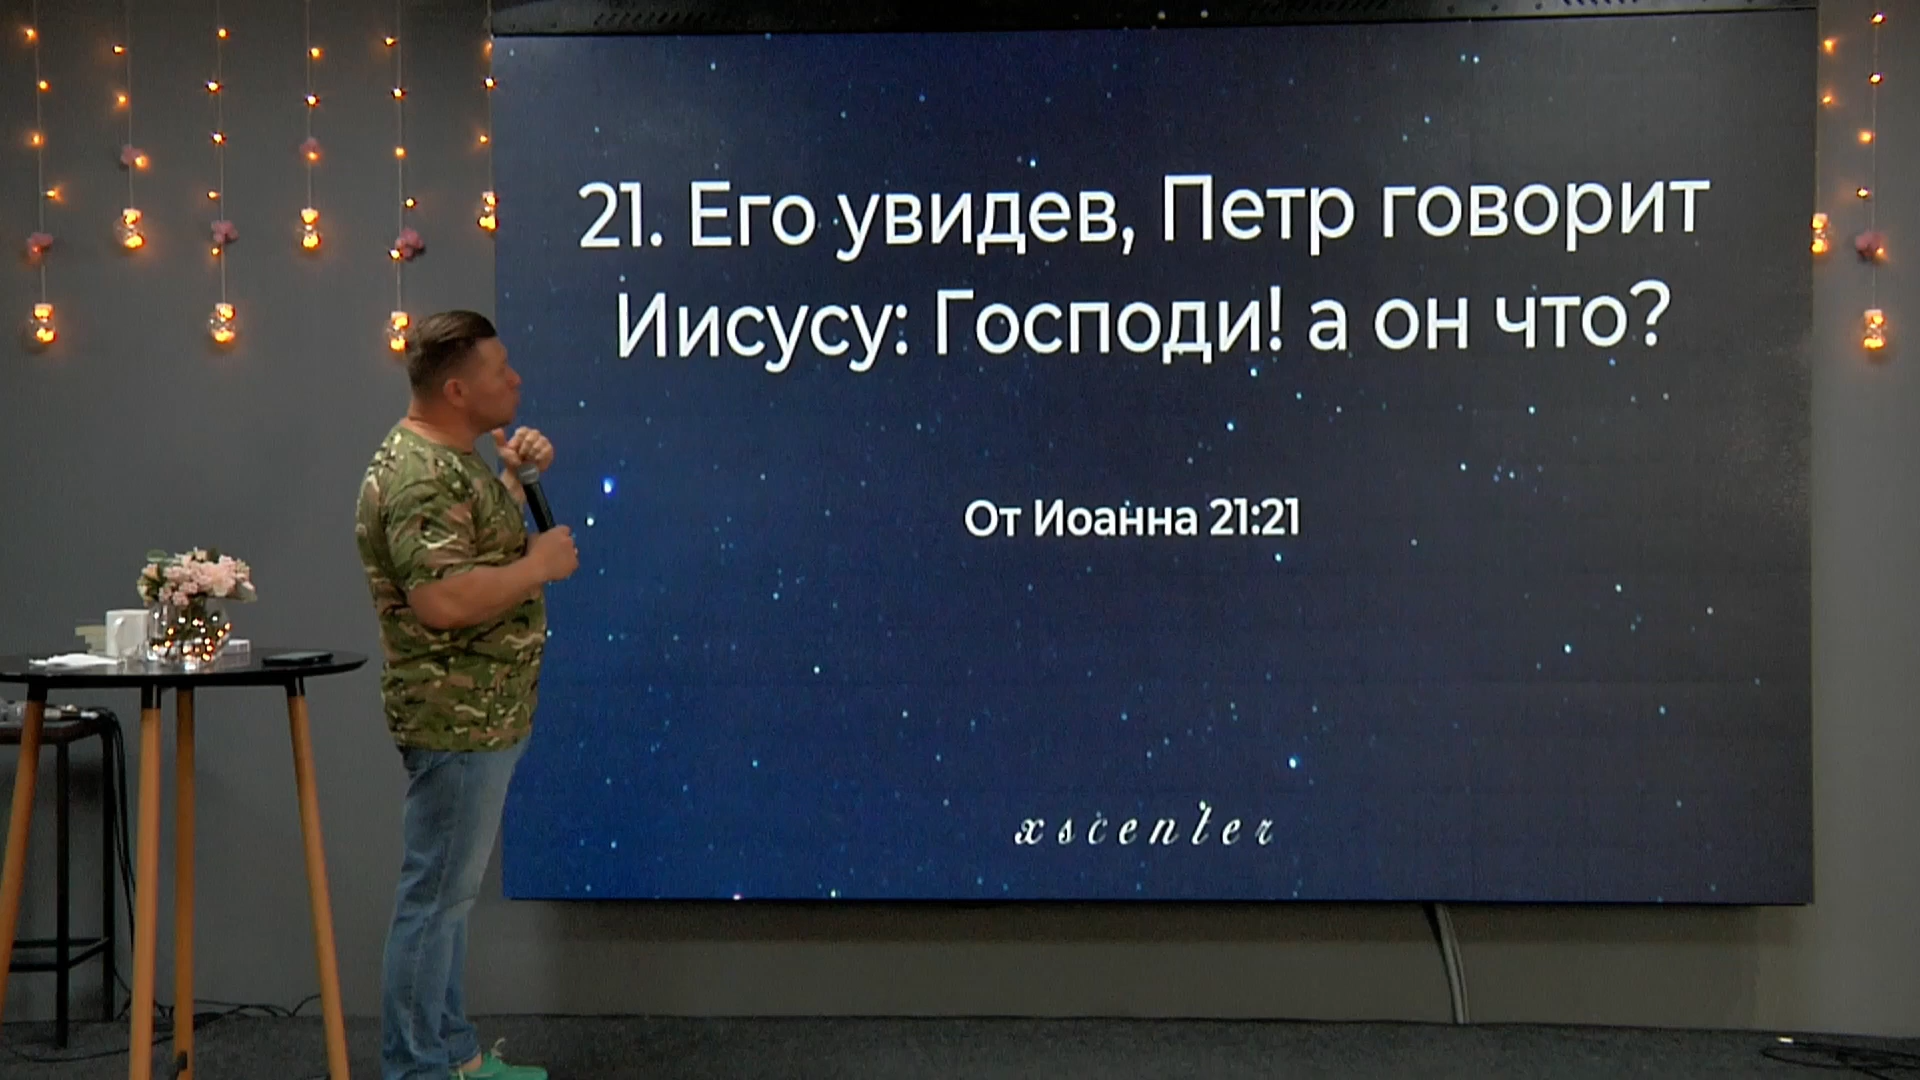 21. Его увидев, Петр говорит
Иисусу: Господи! а он что?
От Иоанна 21:21
xscenter